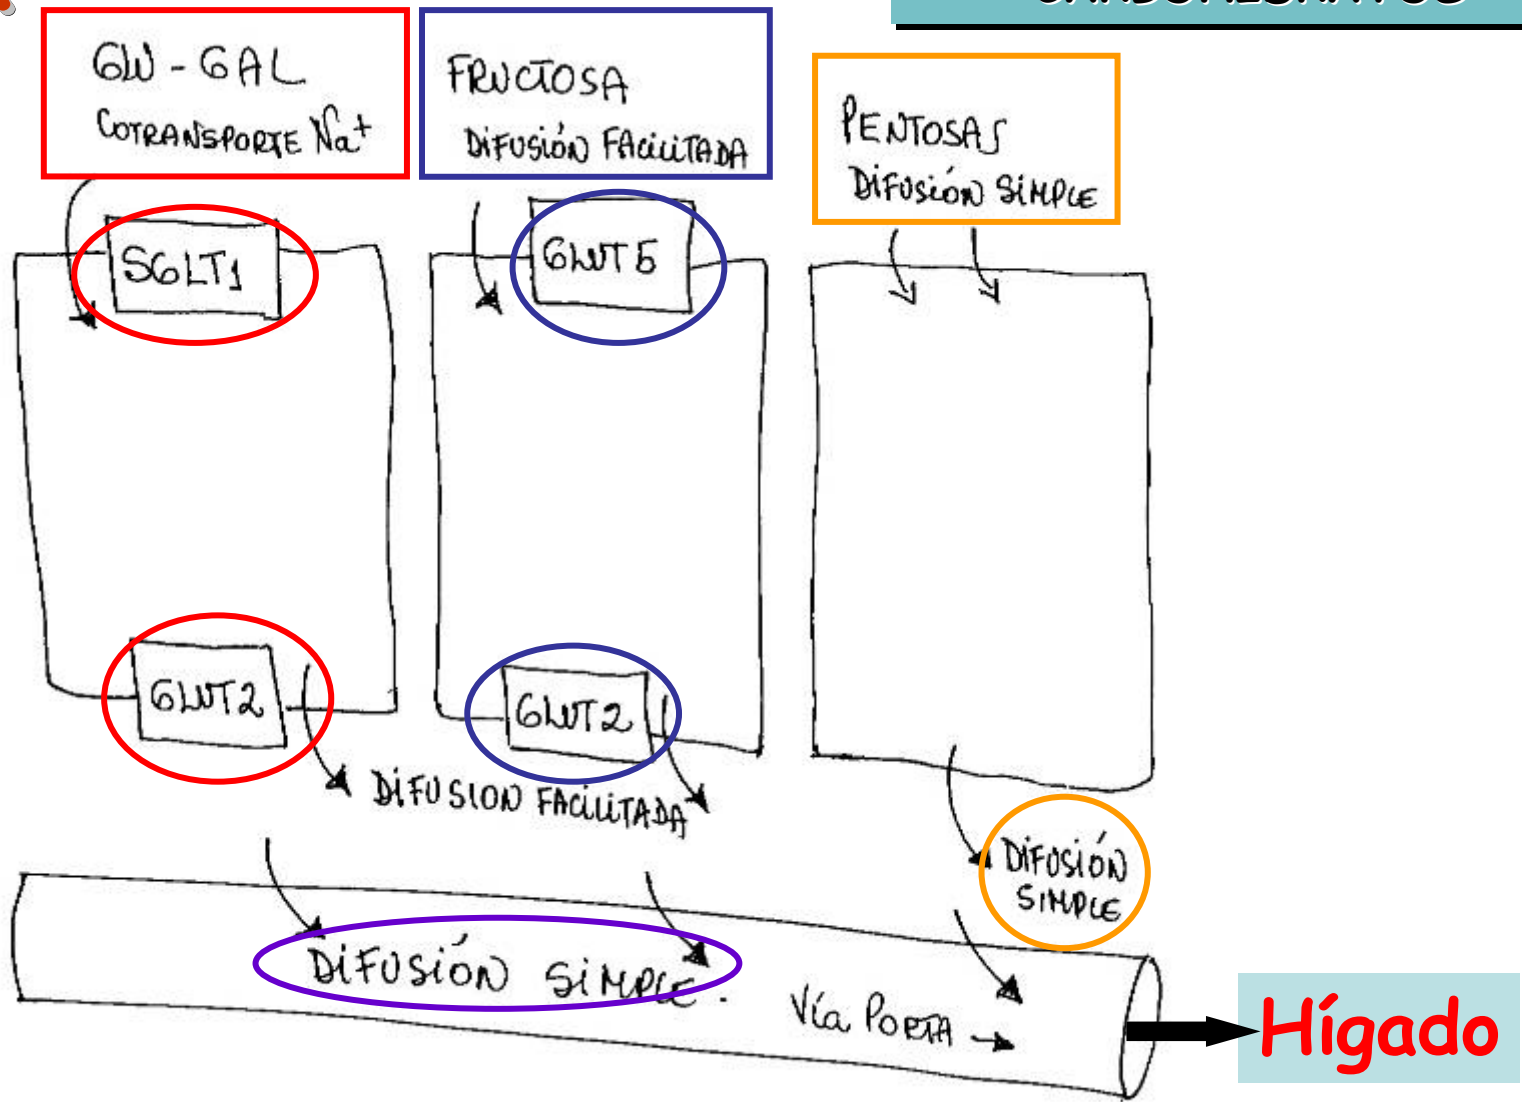 GLU - GAL
COTRANSPORTE Na+
FRUCTOSA
DIFUSIÓN FACILITADA
PENTOSAS
DIFUSIÓN SIMPLE
SGLT1
GLUT5
GLUT2
GLUT2
DIFUSION FACILITADA
DIFUSIÓN
SIMPLE
DIFUSIÓN SIMPLE.
Vía PORTA →
Hígado